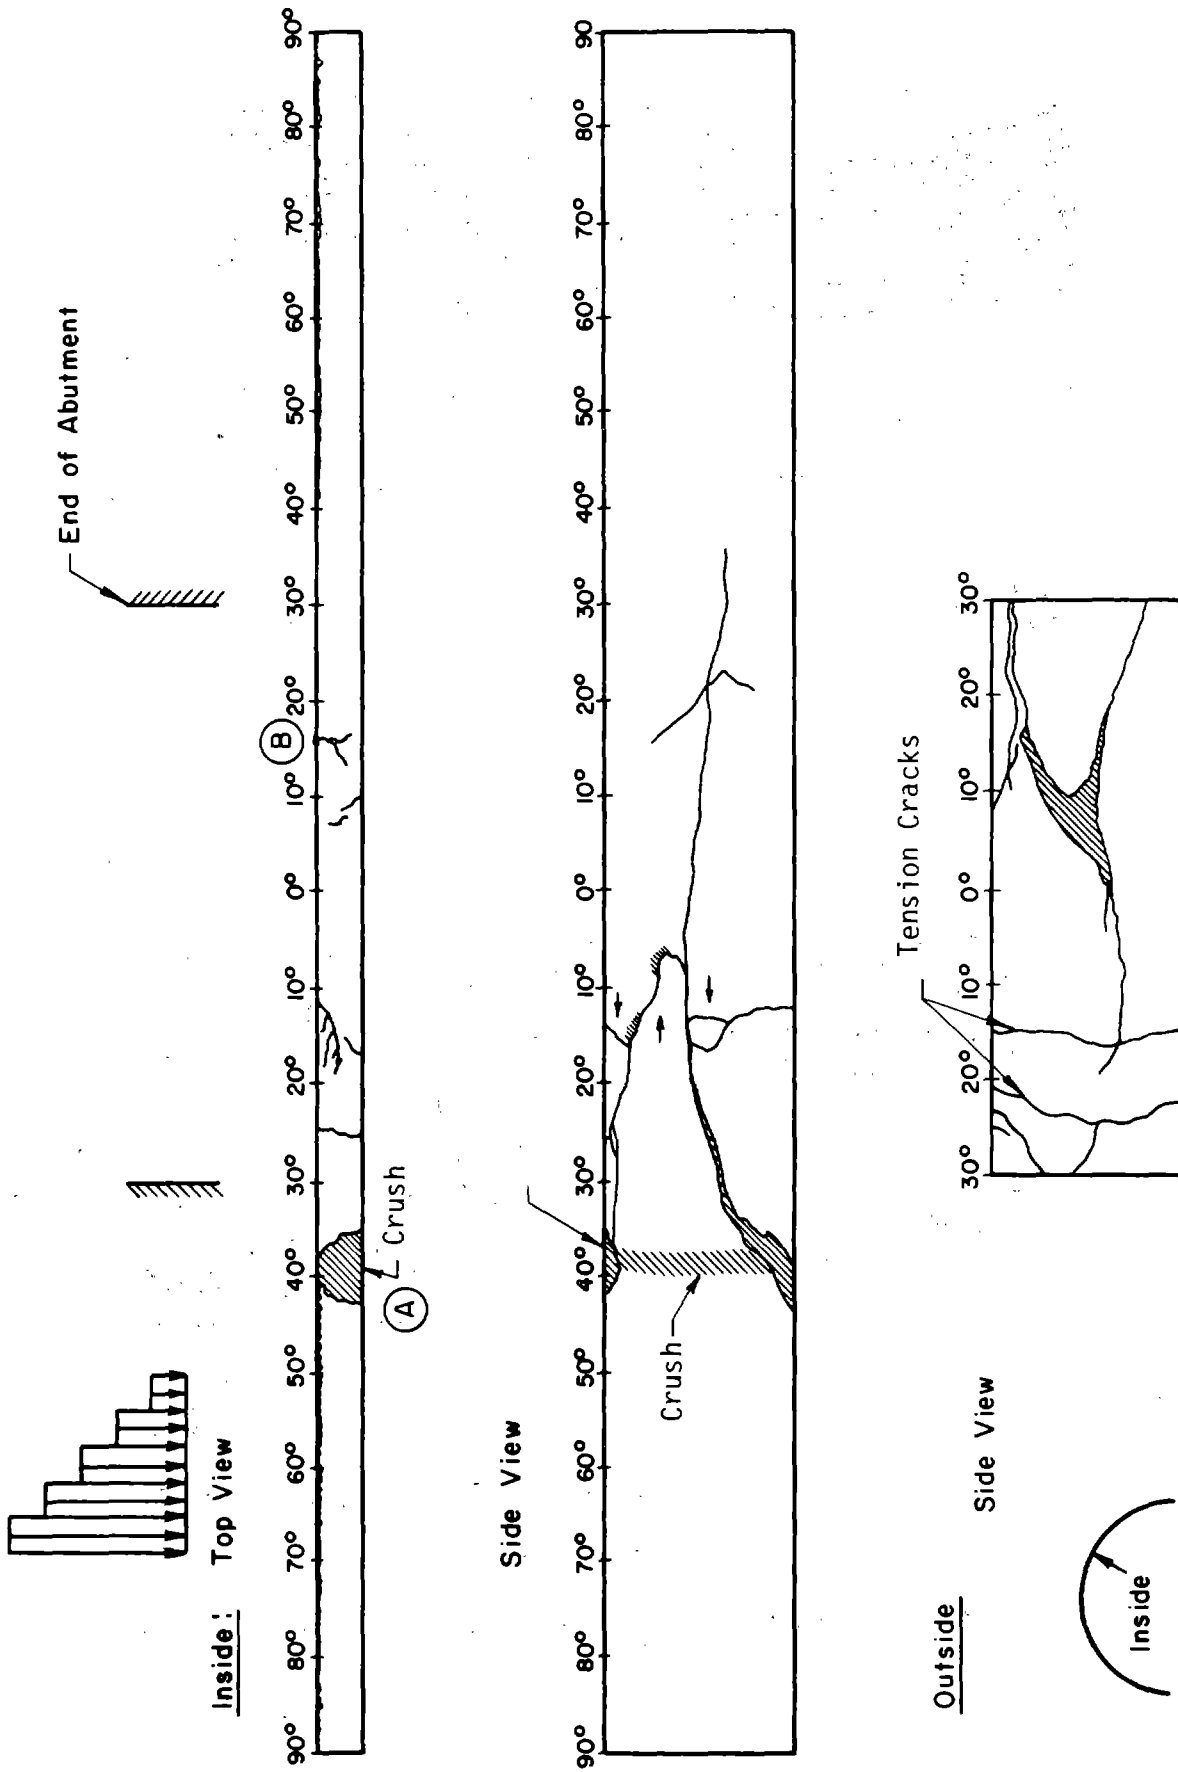 End of Abutment
Inside: Top View
90° 80° 70° 60° 50° 40° 30° 20° 10° 0° 10° 20° 30° 40° 50° 60° 70° 80° 90°
A
Crush
B
Side View
90° 80° 70° 60° 50° 40° 30° 20° 10° 0° 10° 20° 30° 40° 50° 60° 70° 80° 90
Crush
Tension Cracks
Outside
Side View
30° 20° 10° 0° 10° 20° 30°
Inside